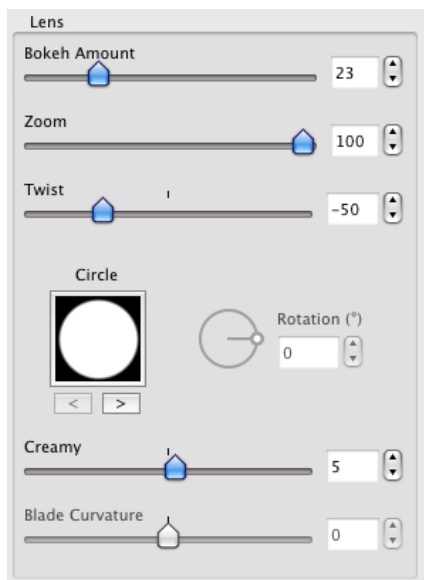 Lens
Bokeh Amount
23
Zoom
100
Twist
-50
Circle
Rotation (°)
0
< >
Creamy
5
Blade Curvature
0